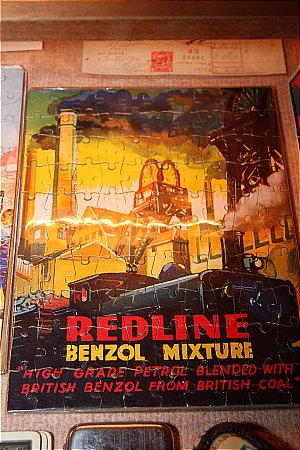 REDLINE
BENZOL MIXTURE
"HIGH GRADE PETROL BLENDED WITH
BRITISH BENZOL FROM BRITISH COAL"